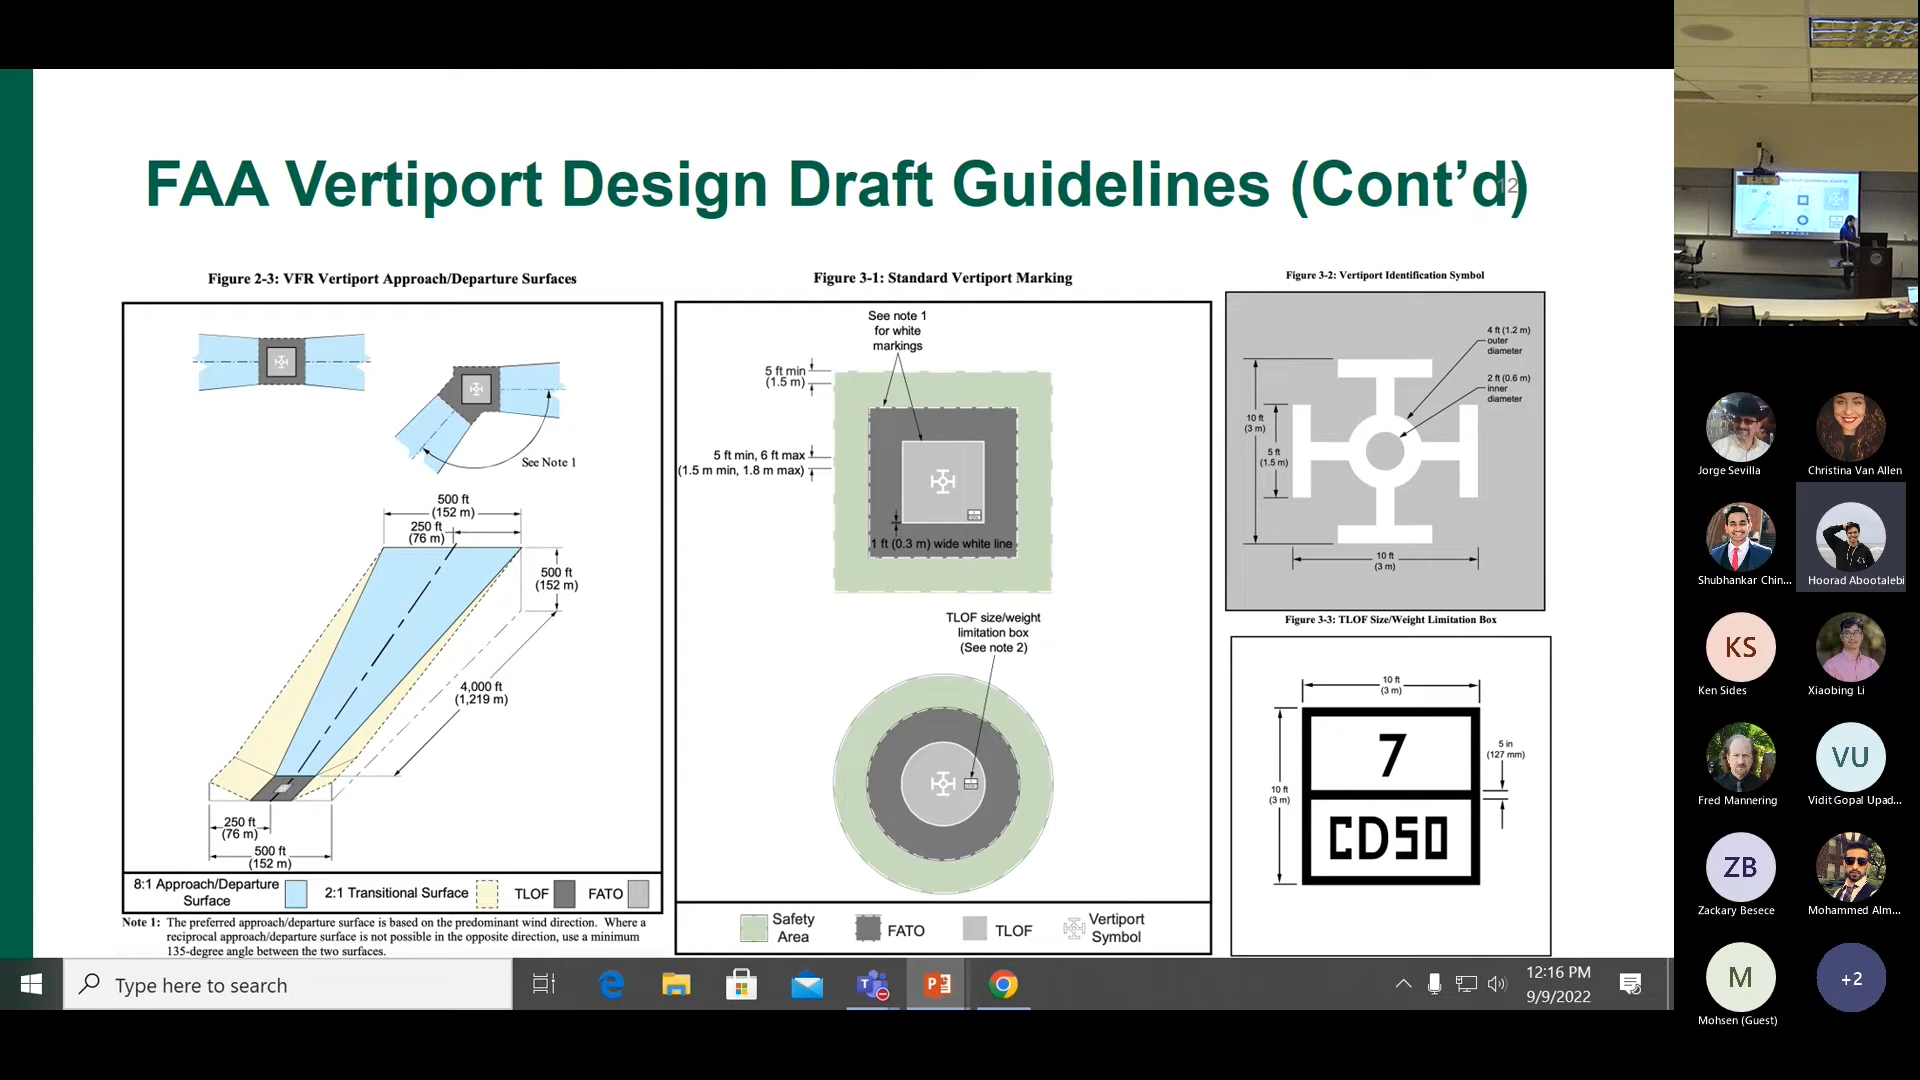 FAA Vertiport Design Draft Guidelines (Cont’d)
12
Figure 2-3: VFR Vertiport Approach/Departure Surfaces
See Note 1
500 ft
(152 m)
250 ft
(76 m)
500 ft
(152 m)
4,000 ft
(1,219 m)
250 ft
(76 m)
500 ft
(152 m)
8:1 Approach/Departure
Surface
2:1 Transitional Surface
TLOF
FATO
Note 1: The preferred approach/departure surface is based on the predominant wind direction. Where a
reciprocal approach/departure surface is not possible in the opposite direction, use a minimum
135-degree angle between the two surfaces.
Figure 3-1: Standard Vertiport Marking
See note 1
for white
markings
5 ft min
(1.5 m)
5 ft min, 6 ft max
(1.5 m min, 1.8 m max)
1 ft (0.3 m) wide white line
TLOF size/weight
limitation box
(See note 2)
Safety
Area
FATO
TLOF
Vertiport
Symbol
Figure 3-2: Vertiport Identification Symbol
4 ft (1.2 m)
outer
diameter
2 ft (0.6 m)
inner
diameter
10 ft
(3 m)
5 ft
(1.5 m)
10 ft
(3 m)
Figure 3-3: TLOF Size/Weight Limitation Box
10 ft
(3 m)
7
5 in
(127 mm)
10 ft
(3 m)
CD50
Jorge Sevilla
Christina Van Allen
Shubhankar Chin...
Hoorad Abootalebi
KS
Ken Sides
Xiaobing Li
Fred Mannering
VU
Vidit Gopal Upad...
ZB
Zackary Besece
Mohammed Alm...
M
Mohsen (Guest)
+2
Type here to search
12:16 PM
9/9/2022